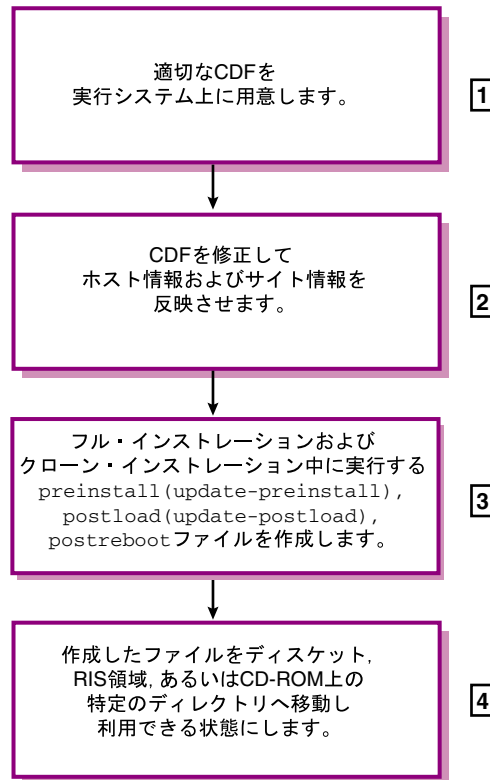 適切なCDFを
実行システム上に用意します。
1
CDFを修正して
ホスト情報およびサイト情報を
反映させます。
2
フル・インストレーションおよび
クローン・インストレーション中に実行する
preinstall(update-preinstall),
postload(update-postload),
postrebootファイルを作成します。
3
作成したファイルをディスケット,
RIS領域, あるいはCD-ROM上の
特定のディレクトリへ移動し
利用できる状態にします。
4